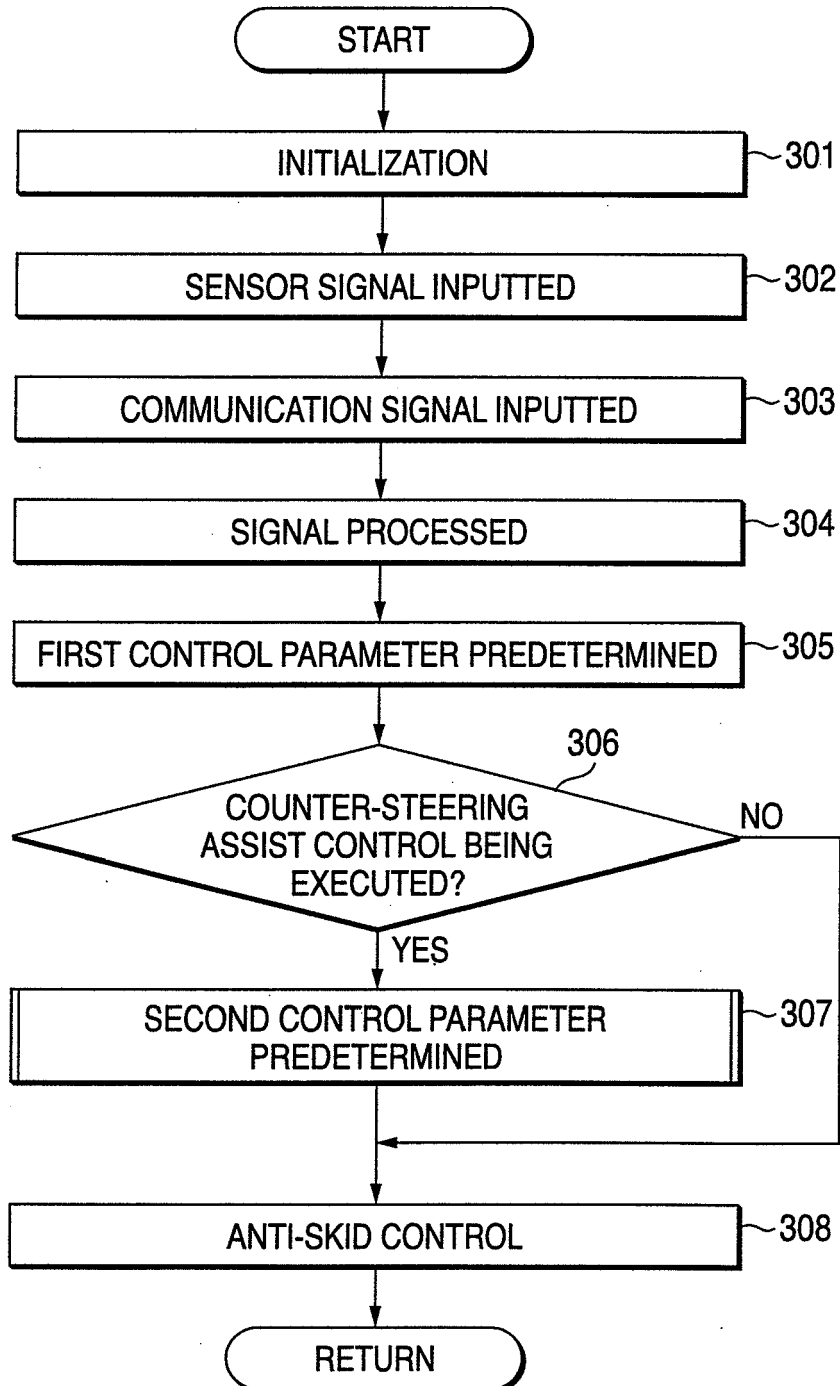 START
INITIALIZATION
301
SENSOR SIGNAL INPUTTED
302
COMMUNICATION SIGNAL INPUTTED
303
SIGNAL PROCESSED
304
FIRST CONTROL PARAMETER PREDETERMINED
305
306
COUNTER-STEERING
ASSIST CONTROL BEING
EXECUTED?
NO
YES
SECOND CONTROL PARAMETER
PREDETERMINED
307
ANTI-SKID CONTROL
308
RETURN